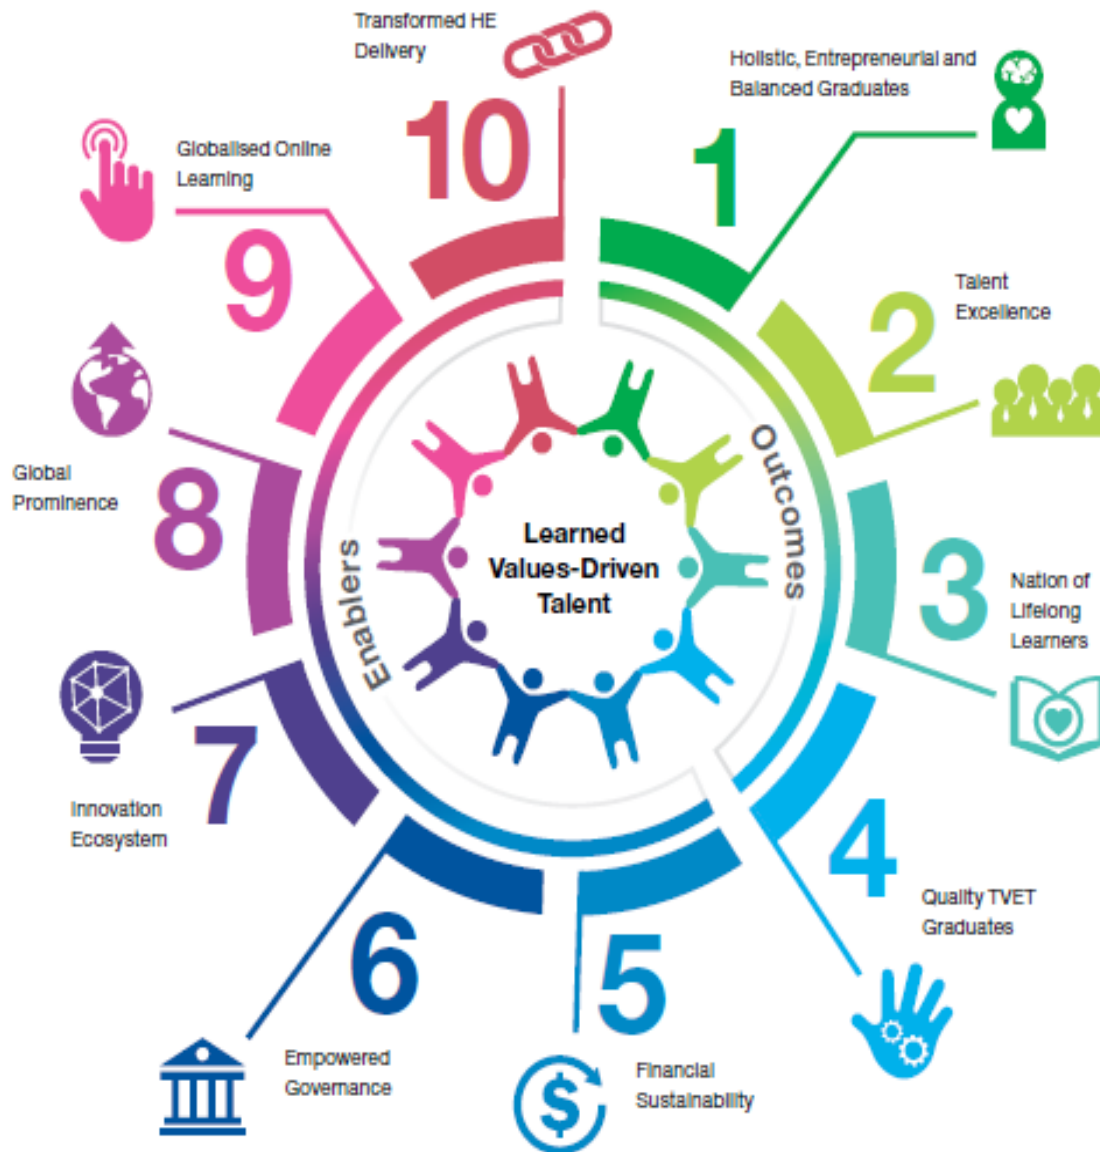 Transformed HE
Delivery
10
Holistic, Entrepreneurial and
Balanced Graduates
1
Globalised Online
Learning
9
Talent
Excellence
2
Global
Prominence
8
Outcomes
Enablers
Learned
Values-Driven
Talent
3
Nation of
Lifelong
Learners
7
Innovation
Ecosystem
4
Quality TVET
Graduates
6
Empowered
Governance
5
Financial
Sustainability
$